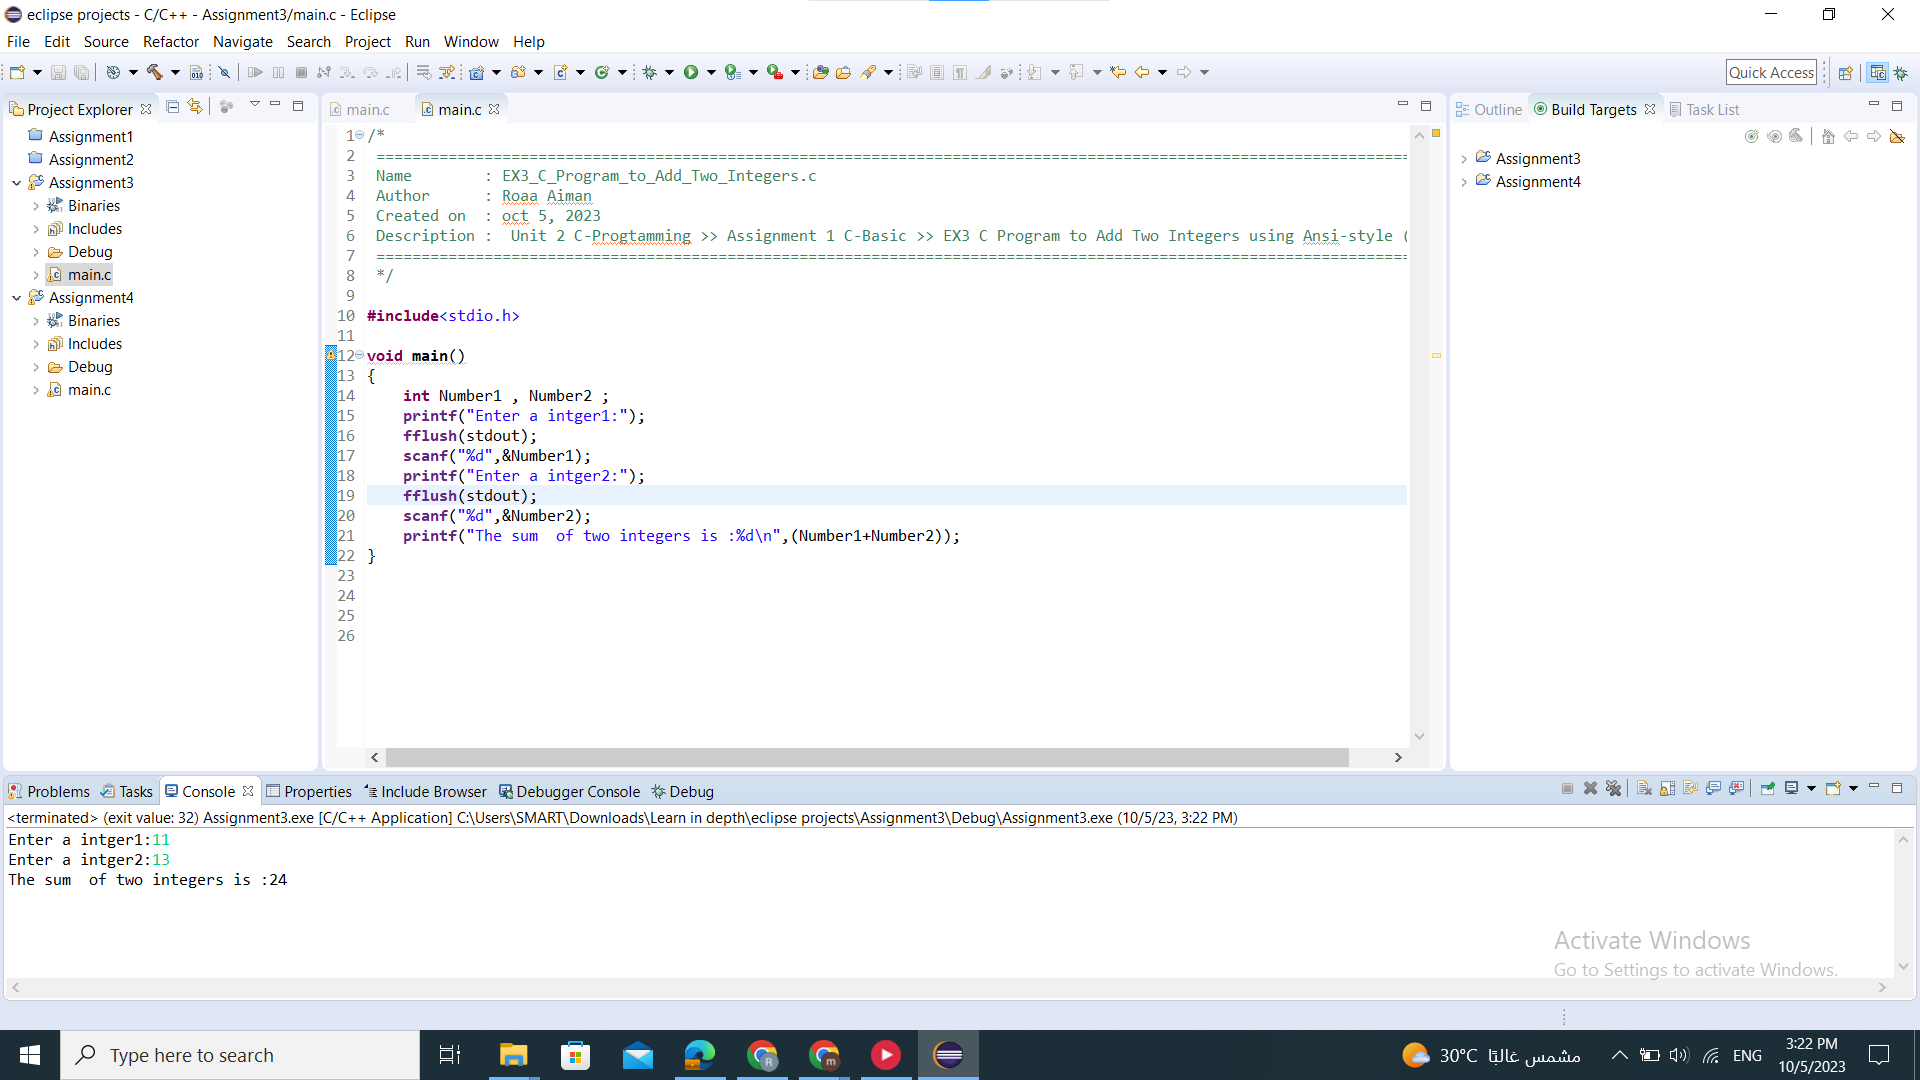 eclipse projects - C/C++ - Assignment3/main.c - Eclipse
File Edit Source Refactor Navigate Search Project Run Window Help
Quick Access
Project Explorer
Assignment1
Assignment2
Assignment3
Binaries
Includes
Debug
main.c
Assignment4
Binaries
Includes
Debug
main.c
main.c main.c
1 /*
2 ==================================================================================================================
3 Name : EX3_C_Program_to_Add_Two_Integers.c
4 Author : Roaa Aiman
5 Created on : oct 5, 2023
6 Description : Unit 2 C-Progtamming >> Assignment 1 C-Basic >> EX3 C Program to Add Two Integers using Ansi-style (
7 ==================================================================================================================
8 */
9
10 #include<stdio.h>
11
12 void main()
13 {
14 int Number1 , Number2 ;
15 printf("Enter a intger1:");
16 fflush(stdout);
17 scanf("%d",&Number1);
18 printf("Enter a intger2:");
19 fflush(stdout);
20 scanf("%d",&Number2);
21 printf("The sum  of two integers is :%d\n",(Number1+Number2));
22 }
23
24
25
26
Outline Build Targets Task List
Assignment3
Assignment4
Problems Tasks Console Properties Include Browser Debugger Console Debug
<terminated> (exit value: 32) Assignment3.exe [C/C++ Application] C:\Users\SMART\Downloads\Learn in depth\eclipse projects\Assignment3\Debug\Assignment3.exe (10/5/23, 3:22 PM)
Enter a intger1:11
Enter a intger2:13
The sum  of two integers is :24
Activate Windows
Go to Settings to activate Windows.
Type here to search
30°C مشمس غالبًا
ENG
3:22 PM
10/5/2023